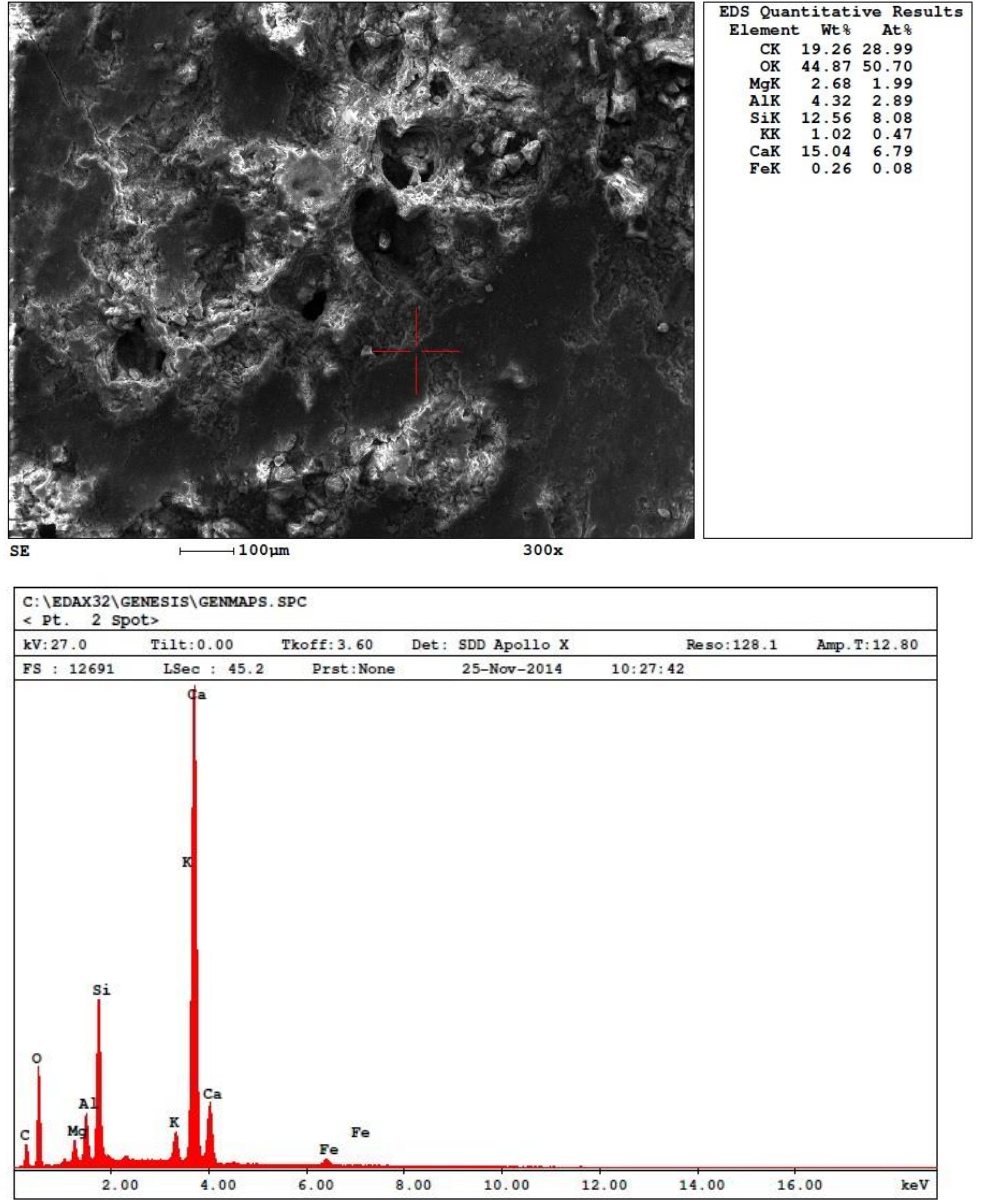 EDS Quantitative Results
Element Wt% At%
CK 19.26 28.99
OK 44.87 50.70
MgK 2.68 1.99
AlK 4.32 2.89
SiK 12.56 8.08
KK 1.02 0.47
CaK 15.04 6.79
FeK 0.26 0.08
SE 100µm 300x
C:\EDAX32\GENESIS\GENMAPS.SPC
< Pt. 2 Spot>
kV:27.0 Tilt:0.00 Tkoff:3.60 Det: SDD Apollo X Reso:128.1 Amp.T:12.80
FS : 12691 LSec : 45.2 Prst:None 25-Nov-2014 10:27:42
Ca
K
Si
O
Al
Ca
K
Mg
C
Fe
Fe
2.00 4.00 6.00 8.00 10.00 12.00 14.00 16.00 keV